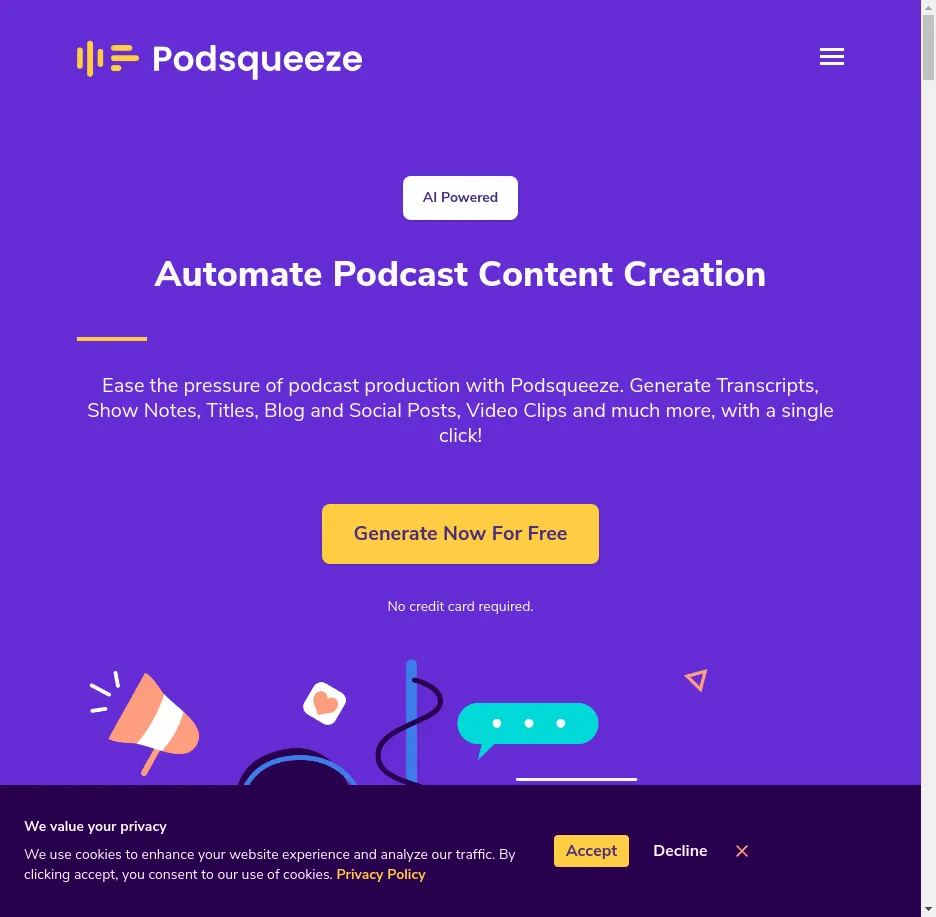 Podsqueeze
AI Powered
Automate Podcast Content Creation
Ease the pressure of podcast production with Podsqueeze. Generate Transcripts,
Show Notes, Titles, Blog and Social Posts, Video Clips and much more, with a single
click!
Generate Now For Free
No credit card required.
We value your privacy
We use cookies to enhance your website experience and analyze our traffic. By
clicking accept, you consent to our use of cookies. Privacy Policy
Accept
Decline